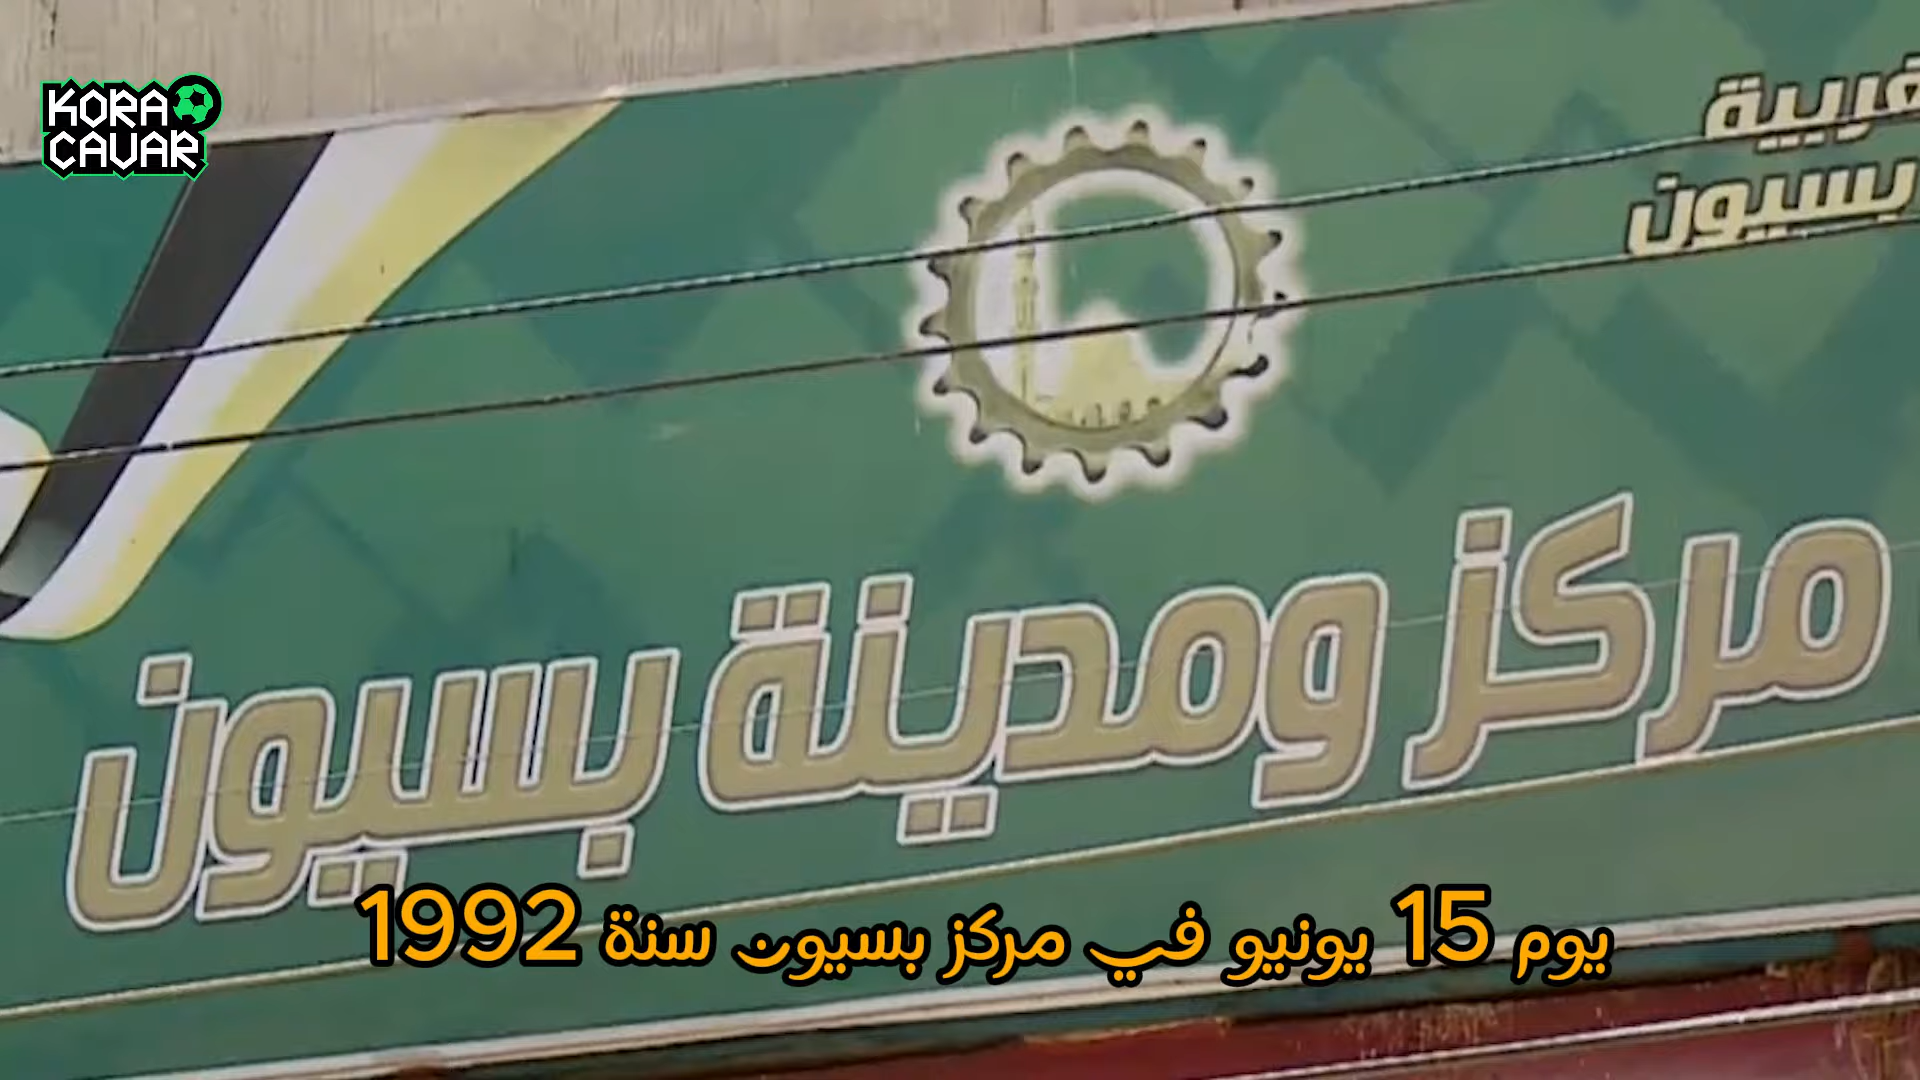 KORA
CAVAR
بسيون
مركز ومدينة بسيون
يوم 15 يونيو في مركز بسيون سنة 1992